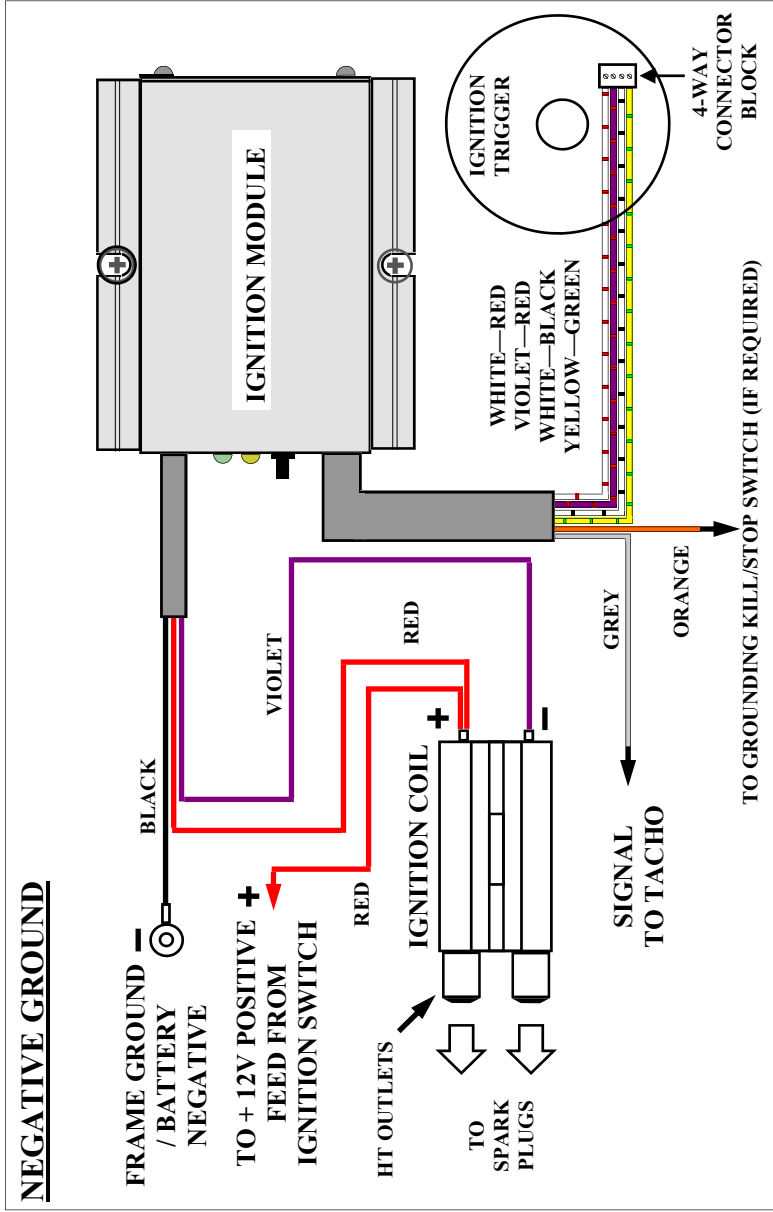 NEGATIVE GROUND
FRAME GROUND
/ BATTERY
NEGATIVE
−
BLACK
TO + 12V POSITIVE
FEED FROM
IGNITION SWITCH
+
RED
VIOLET
RED
IGNITION MODULE
HT OUTLETS
IGNITION COIL
+
−
TO
SPARK
PLUGS
SIGNAL
TO TACHO
GREY
ORANGE
WHITE—RED
VIOLET—RED
WHITE—BLACK
YELLOW—GREEN
IGNITION
TRIGGER
4-WAY
CONNECTOR
BLOCK
TO GROUNDING KILL/STOP SWITCH (IF REQUIRED)